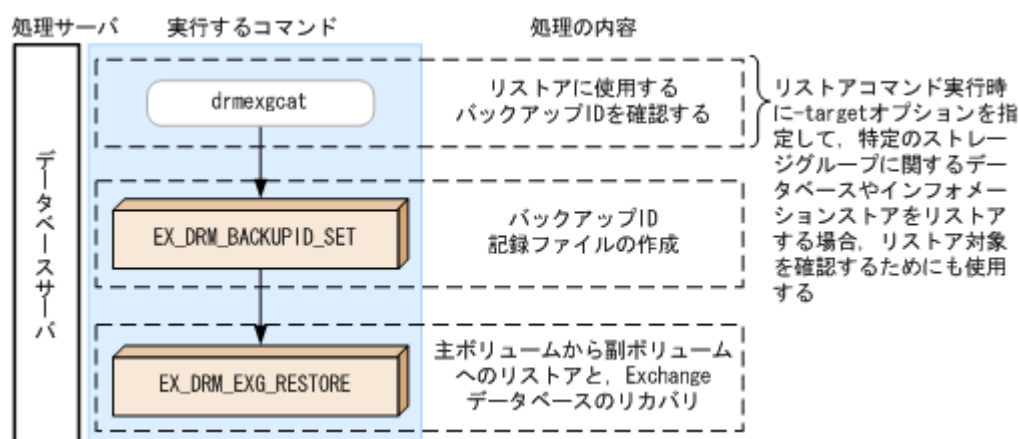 処理サーバ
実行するコマンド
処理の内容
データベースサーバ
drmexgcat
リストアに使用する
バックアップIDを確認する
リストアコマンド実行時
に-targetオプションを指
定して，特定のストレー
ジグループに関するデー
タベースやインフォメー
ションストアをリストア
する場合，リストア対象
を確認するためにも使用
する
EX_DRM_BACKUPID_SET
バックアップID
記録ファイルの作成
EX_DRM_EXG_RESTORE
主ボリュームから副ボリューム
へのリストアと，Exchange
データベースのリカバリ